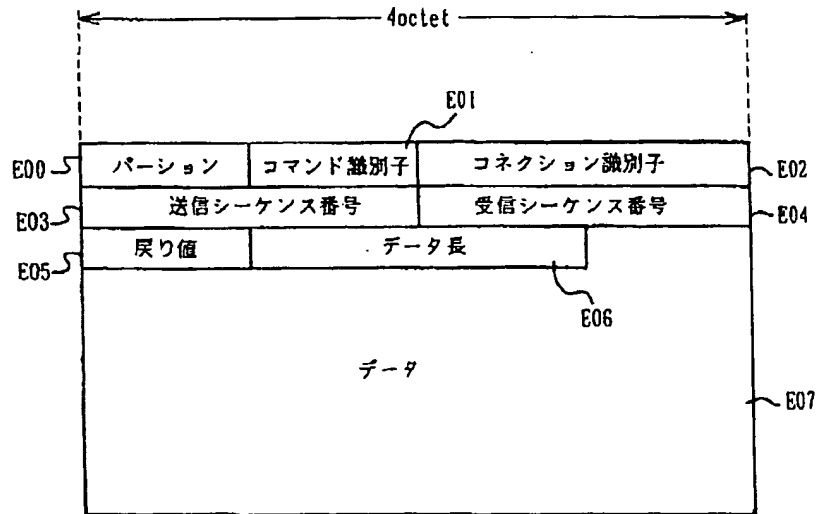 4octet
E01
E00 バーション コマンド識別子 コネクション識別子 E02
E03 送信シーケンス番号 受信シーケンス番号 E04
E05 戻り値 データ長
E06
データ
E07